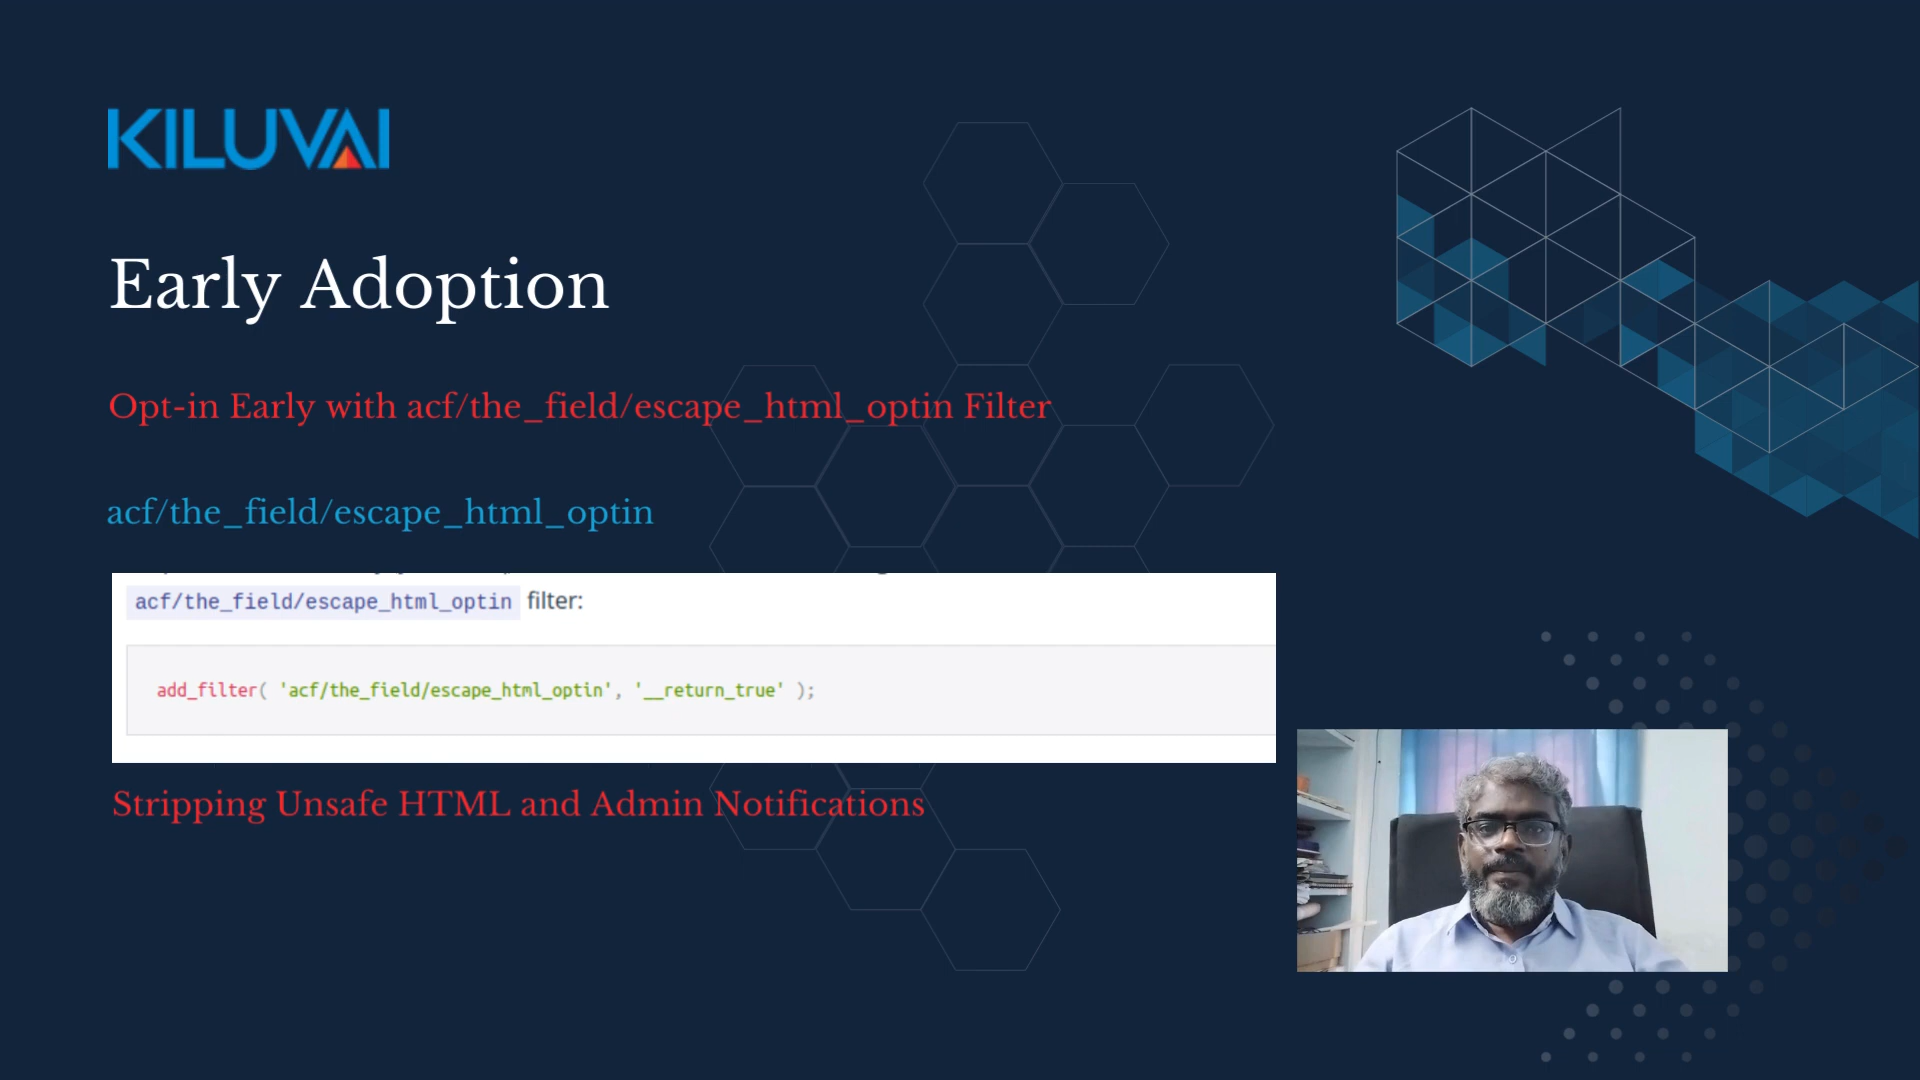 KILUVAI
Early Adoption
Opt-in Early with acf/the_field/escape_html_optin Filter
acf/the_field/escape_html_optin
acf/the_field/escape_html_optin filter:
add_filter( 'acf/the_field/escape_html_optin', '__return_true' );
Stripping Unsafe HTML and Admin Notifications